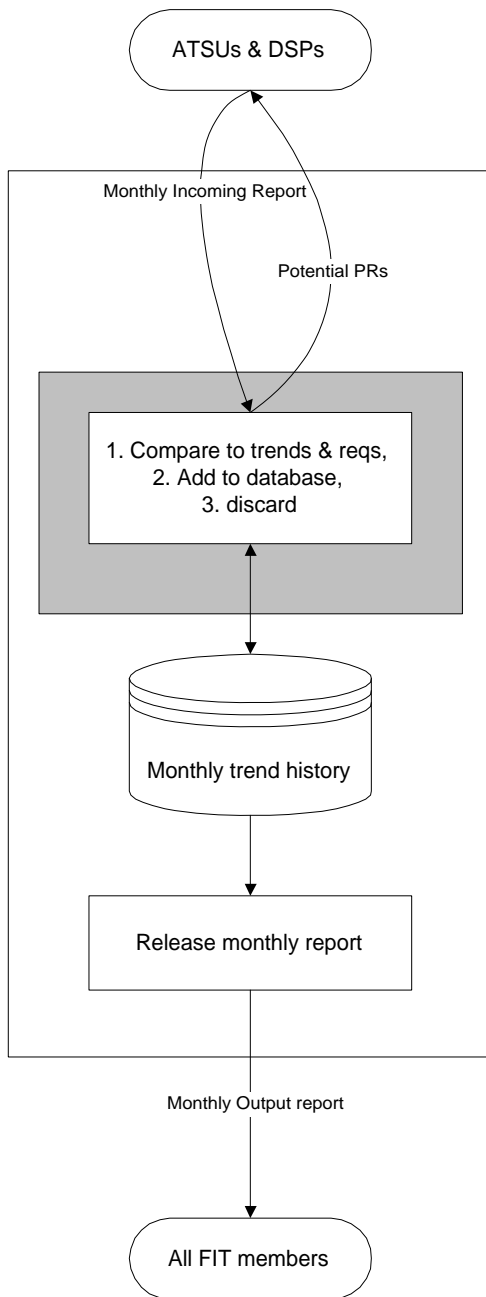 ATSUs & DSPs
Monthly Incoming Report
Potential PRs
1. Compare to trends & reqs,
2. Add to database,
3. discard
Monthly trend history
Release monthly report
Monthly Output report
All FIT members